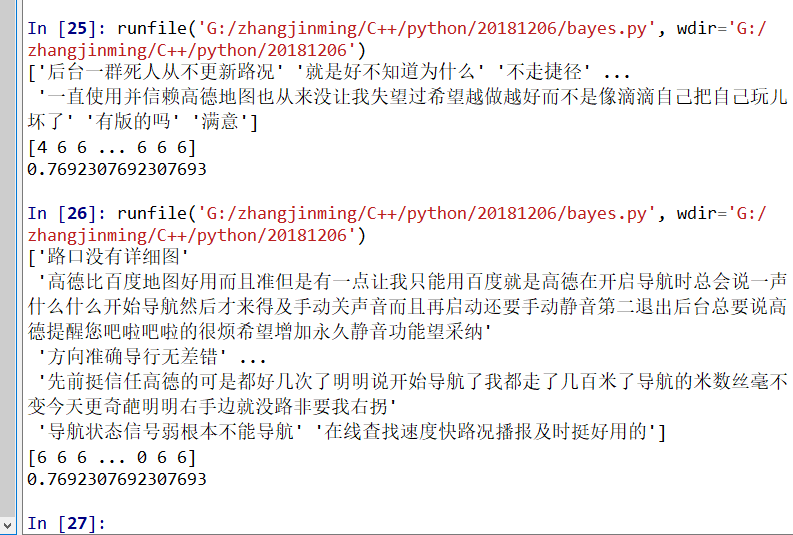 In [25]: runfile('G:/zhangjinming/C++/python/20181206/bayes.py', wdir='G:/
zhangjinming/C++/python/20181206')
['后台一群死人从不更新路况' '就是好不知道为什么' '不走捷径' ...
'一直使用并信赖高德地图也从来没让我失望过希望越做越好而不是像滴滴自己把自己玩儿
坏了' '有版的吗' '满意']
[4 6 6 ... 6 6 6]
0.7692307692307693
In [26]: runfile('G:/zhangjinming/C++/python/20181206/bayes.py', wdir='G:/
zhangjinming/C++/python/20181206')
['路口没有详细图'
'高德比百度地图好用而且准但是有一点让我只能用百度就是高德在开启导航时总会说一声
什么什么开始导航然后才来得及手动关声音而且再启动还要手动静音第二退出后台总要说高
德提醒您吧啦吧啦的很烦希望增加永久静音功能望采纳'
'方向准确导行无差错' ...
'先前挺信任高德的可是都好几次了明明说开始导航了我都走了几百米了导航的米数丝毫不
变今天更奇葩明明右手边就没路非要我右拐'
'导航状态信号弱根本不能导航' '在线查找速度快路况播报及时挺好用的']
[6 6 6 ... 0 6 6]
0.7692307692307693
In [27]: